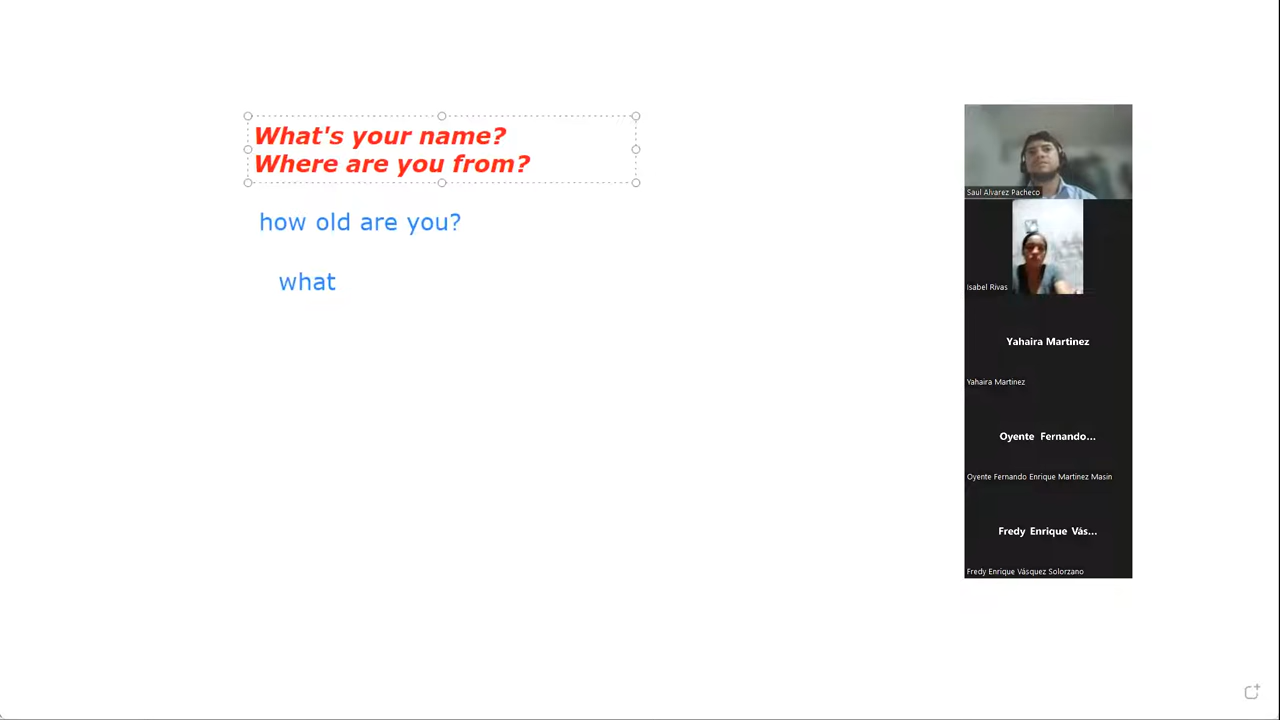 What's your name?
Where are you from?
how old are you?
what
Saul Alvarez Pacheco
Isabel Rivas
Yahaira Martinez
Yahaira Martinez
Oyente Fernando...
Oyente Fernando Enrique Martinez Masin
Fredy Enrique Vás...
Fredy Enrique Vásquez Solorzano